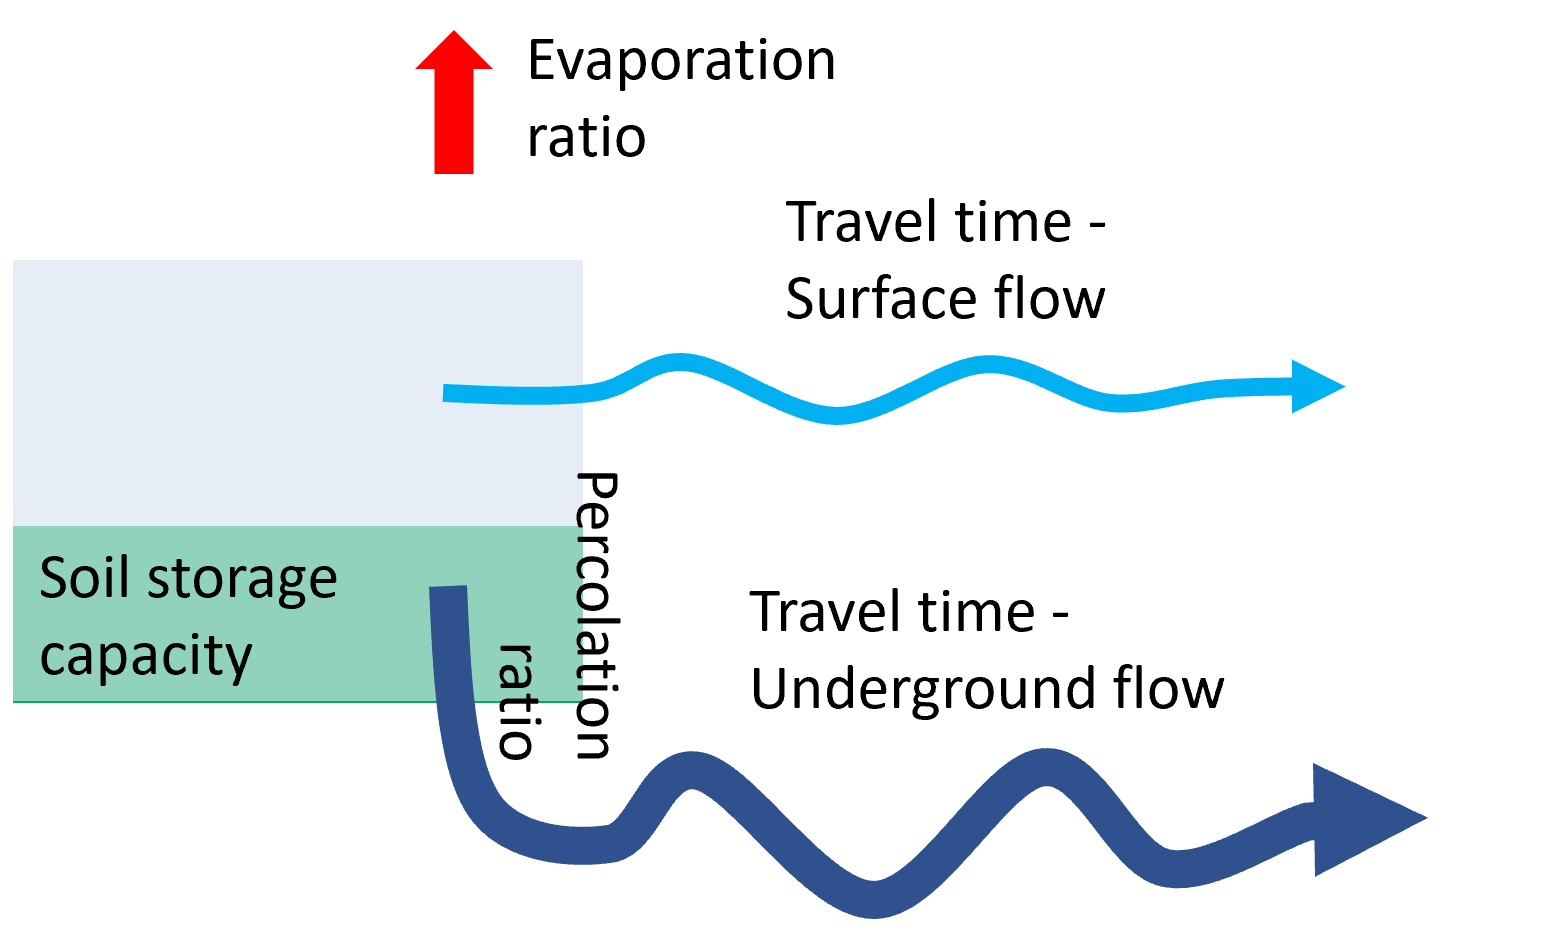 Evaporation
ratio
Travel time -
Surface flow
Percolation
ratio
Soil storage
capacity
Travel time -
Underground flow